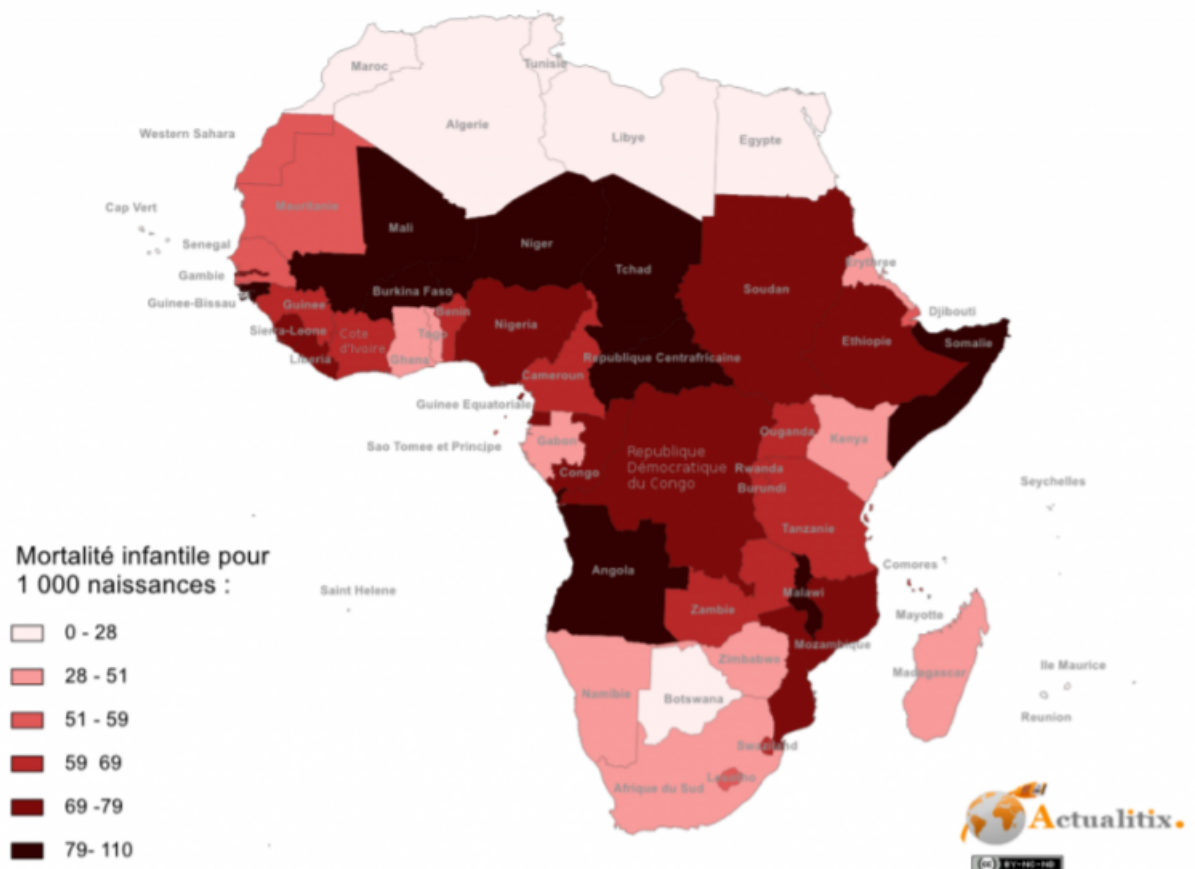 Maroc
Tunisie
Algerie
Libye
Egypte
Western Sahara
Cap Vert
Mauritanie
Mali
Niger
Tchad
Soudan
Erythree
Senegal
Gambie
Guinee-Bissau
Burkina Faso
Guinee
Benin
Nigeria
Djibouti
Somalie
Ethiopie
Sierra-Leone
Cote
d'Ivoire
Togo
Ghana
Liberia
Republique Centrafricaine
Cameroun
Guinee Equatoriale
Sao Tomee et Principe
Gabon
Congo
Republique
Démocratique
du Congo
Ouganda
Kenya
Rwanda
Burundi
Tanzanie
Seychelles
Comores
Mayotte
Angola
Malawi
Zambie
Mozambique
Saint Helene
Zimbabwe
Madagascar
Ile Maurice
Reunion
Namibie
Botswana
Swaziland
Lesotho
Afrique du Sud
Mortalité infantile pour
1 000 naissances :
0 - 28
28 - 51
51 - 59
59 69
69 -79
79- 110
Actualitix.
cc BY-NC-ND